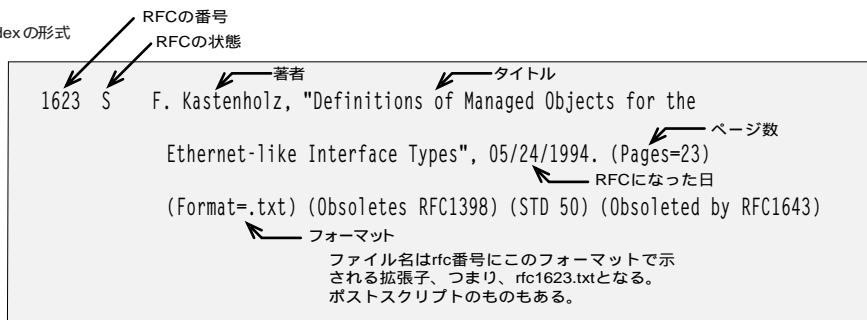 RFCの番号
dexの形式
RFCの状態
著者
タイトル
1623 S F. Kastenholz, "Definitions of Managed Objects for the
ページ数
Ethernet-like Interface Types", 05/24/1994. (Pages=23)
RFCになった日
(Format=.txt) (Obsoletes RFC1398) (STD 50) (Obsoleted by RFC1643)
フォーマット
ファイル名はrfc番号にこのフォーマットで示
される拡張子、つまり、rfc1623.txtとなる。
ポストスクリプトのものもある。